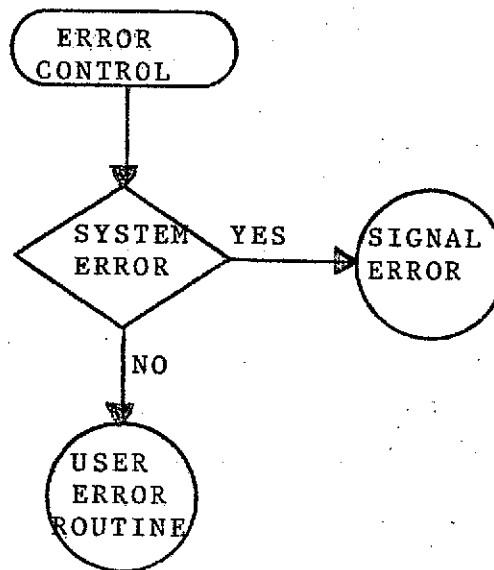 ERROR
CONTROL
SYSTEM
ERROR
YES
SIGNAL
ERROR
NO
USER
ERROR
ROUTINE